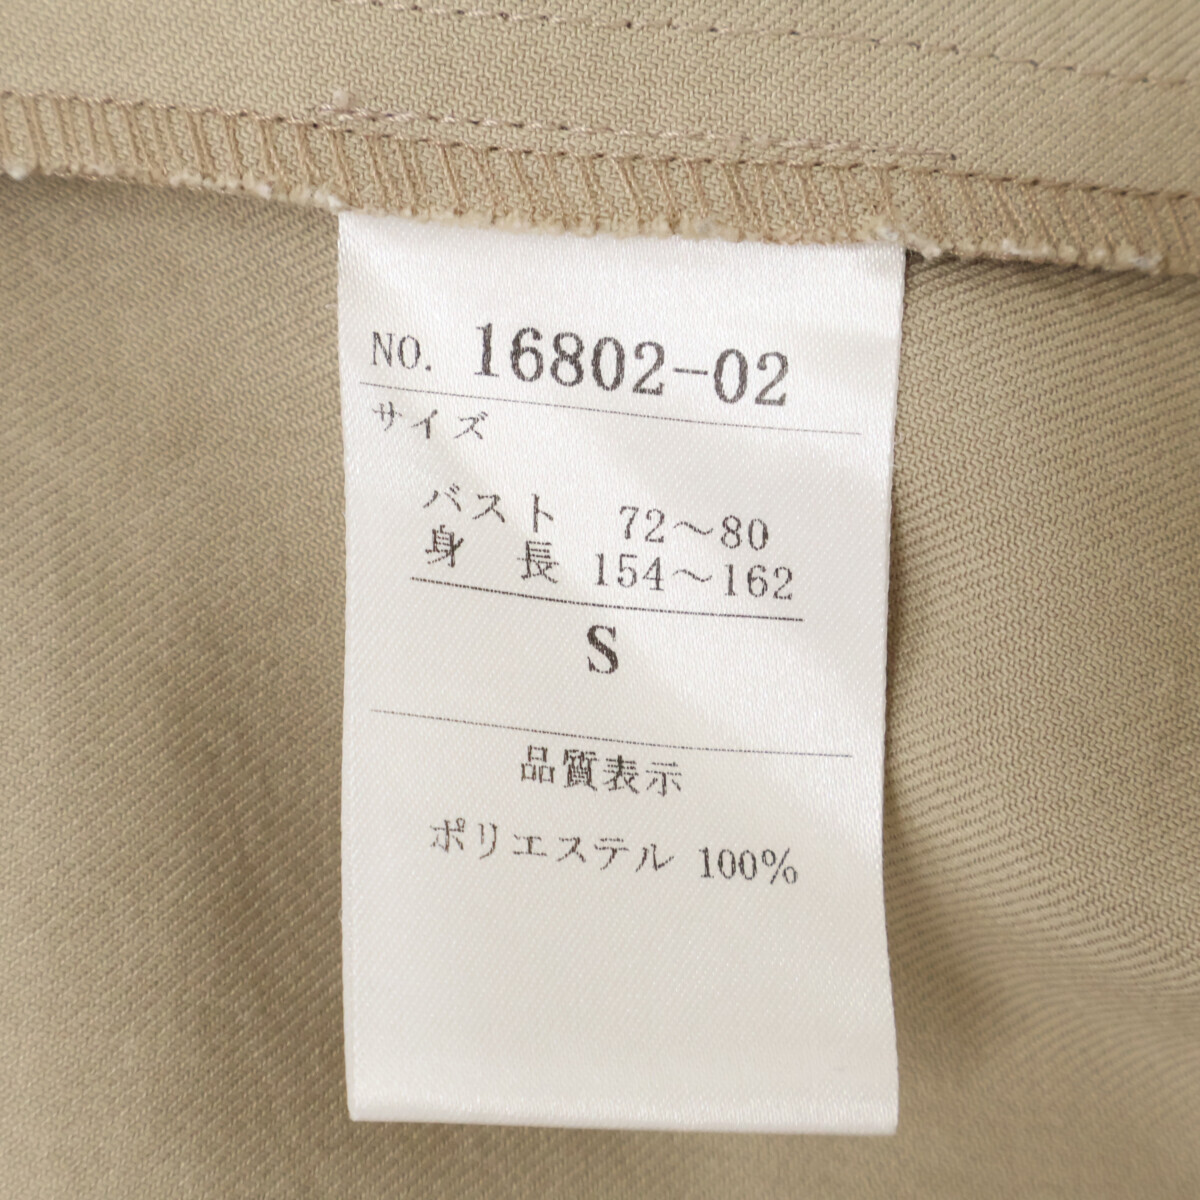 NO. 16802-02
サイズ
バスト 72～80
身 長 154～162
S
品質表示
ポリエステル 100%